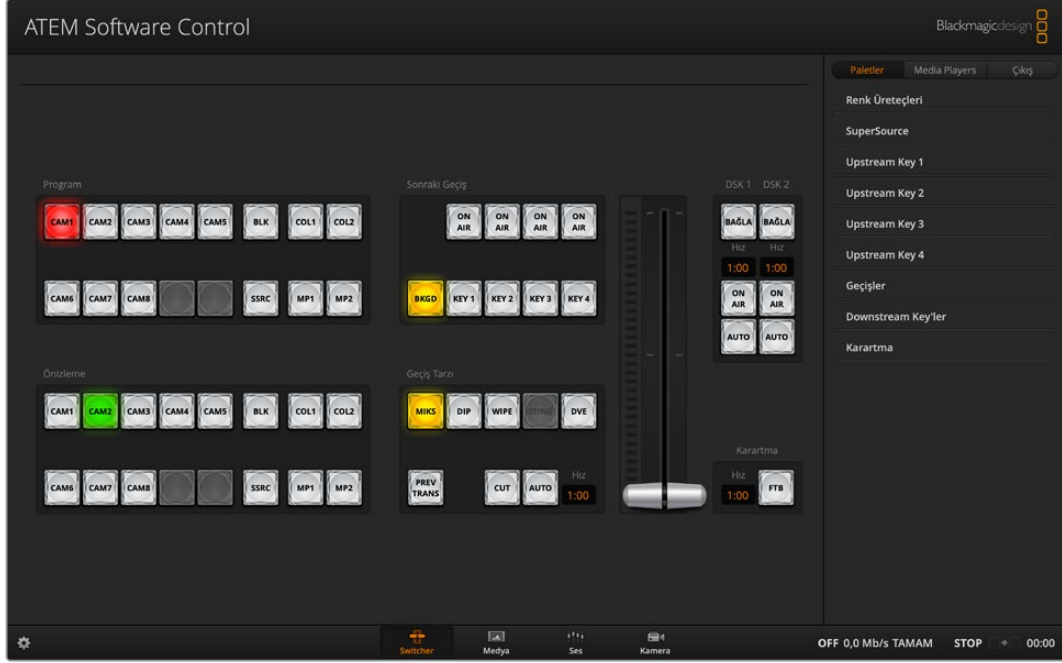 ATEM Software Control
Blackmagicdesign
Paletler Media Players Çıkış
Renk Üreteçleri
SuperSource
Upstream Key 1
Upstream Key 2
Upstream Key 3
Upstream Key 4
Geçişler
Downstream Key'ler
Karartma
Program
CAM1 CAM2 CAM3 CAM4 CAM5 BLK COL1 COL2
CAM6 CAM7 CAM8 SSRC MP1 MP2
Sonraki Geçiş
ON AIR ON AIR ON AIR ON AIR
BKGD KEY 1 KEY 2 KEY 3 KEY 4
DSK 1 DSK 2
BAĞLA BAĞLA
Hız Hız
1:00 1:00
ON AIR ON AIR
AUTO AUTO
Önizleme
CAM1 CAM2 CAM3 CAM4 CAM5 BLK COL1 COL2
CAM6 CAM7 CAM8 SSRC MP1 MP2
Geçiş Tarzı
MIKS DIP WIPE STING DVE
PREV TRANS CUT AUTO Hız 1:00
Karartma
Hız
1:00 FTB
Switcher Medya Ses Kamera
OFF 0,0 Mb/s TAMAM STOP 00:00